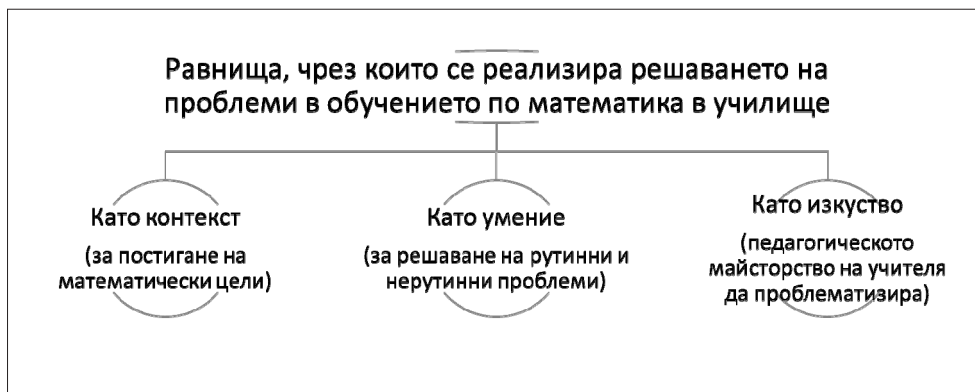 Равнища, чрез които се реализира решаването на
проблеми в обучението по математика в училище
Като контекст
(за постигане на
математически цели)
Като умение
(за решаване на рутинни и
нерутинни проблеми)
Като изкуство
(педагогическото
майсторство на учителя
да проблематизира)